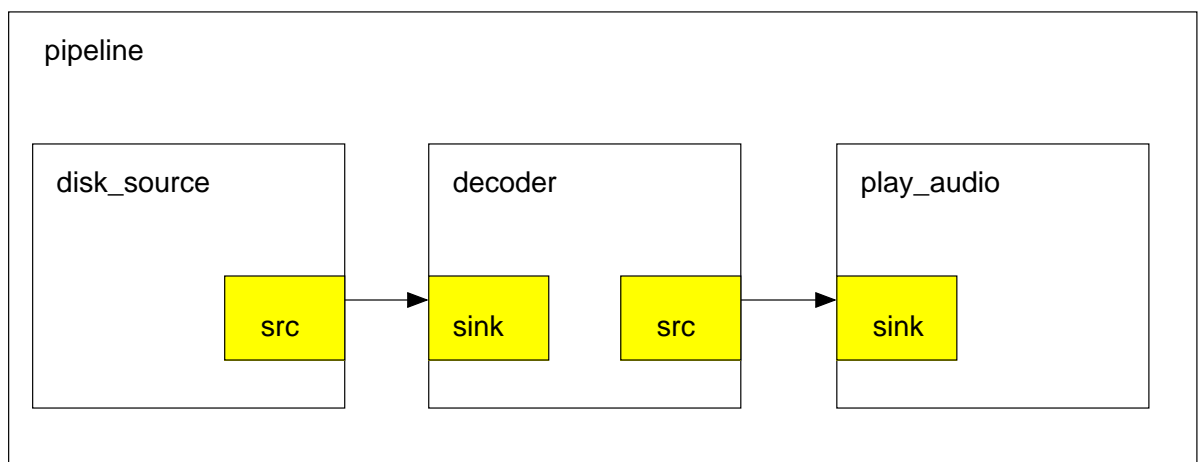 pipeline
disk_source
decoder
play_audio
src
sink
src
sink